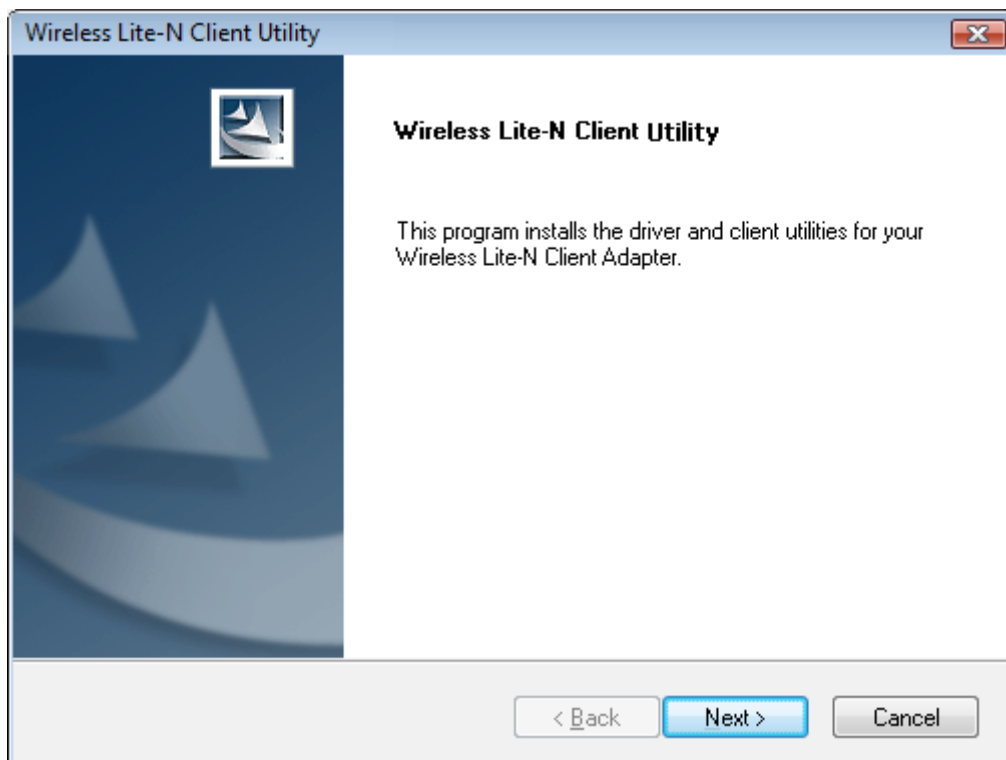 Wireless Lite-N Client Utility
Wireless Lite-N Client Utility
This program installs the driver and client utilities for your
Wireless Lite-N Client Adapter.
< Back Next > Cancel